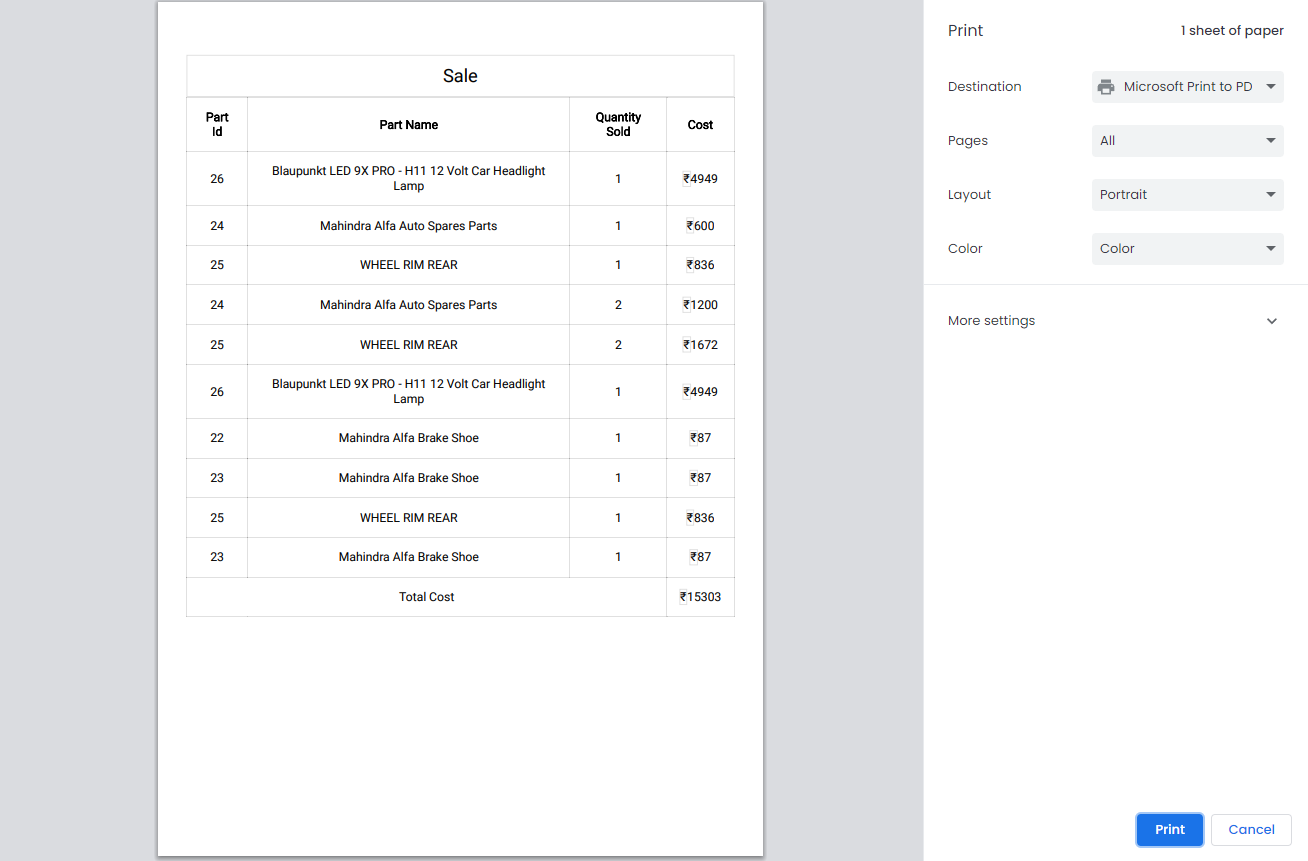 Sale
Part Id Part Name Quantity Sold Cost
26 Blaupunkt LED 9X PRO - H11 12 Volt Car Headlight Lamp 1 ₹4949
24 Mahindra Alfa Auto Spares Parts 1 ₹600
25 WHEEL RIM REAR 1 ₹836
24 Mahindra Alfa Auto Spares Parts 2 ₹1200
25 WHEEL RIM REAR 2 ₹1672
26 Blaupunkt LED 9X PRO - H11 12 Volt Car Headlight Lamp 1 ₹4949
22 Mahindra Alfa Brake Shoe 1 ₹87
23 Mahindra Alfa Brake Shoe 1 ₹87
25 WHEEL RIM REAR 1 ₹836
23 Mahindra Alfa Brake Shoe 1 ₹87
Total Cost ₹15303
Print 1 sheet of paper
Destination Microsoft Print to PD
Pages All
Layout Portrait
Color Color
More settings
Print Cancel